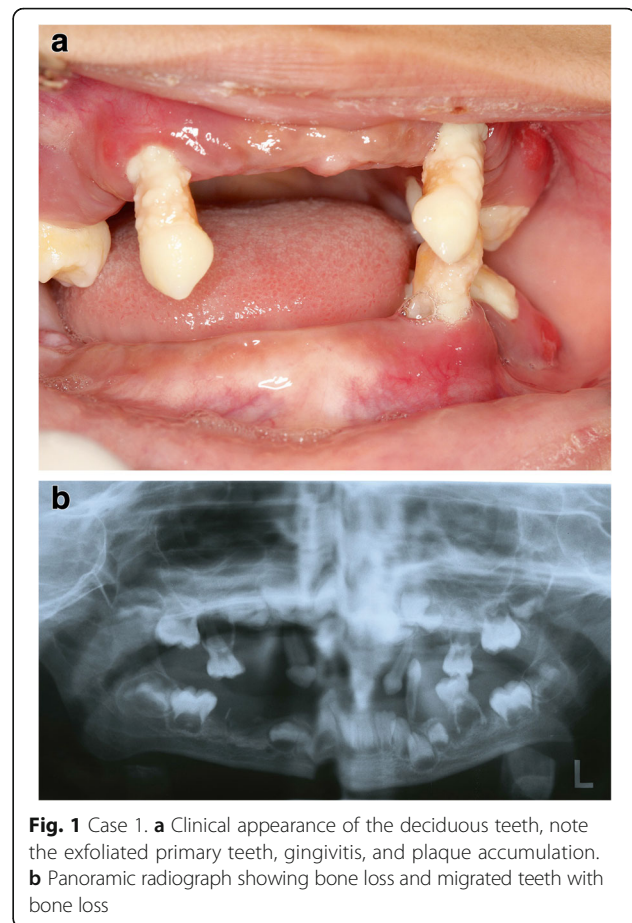 a
b
L
Fig. 1 Case 1. a Clinical appearance of the deciduous teeth, note
the exfoliated primary teeth, gingivitis, and plaque accumulation.
b Panoramic radiograph showing bone loss and migrated teeth with
bone loss